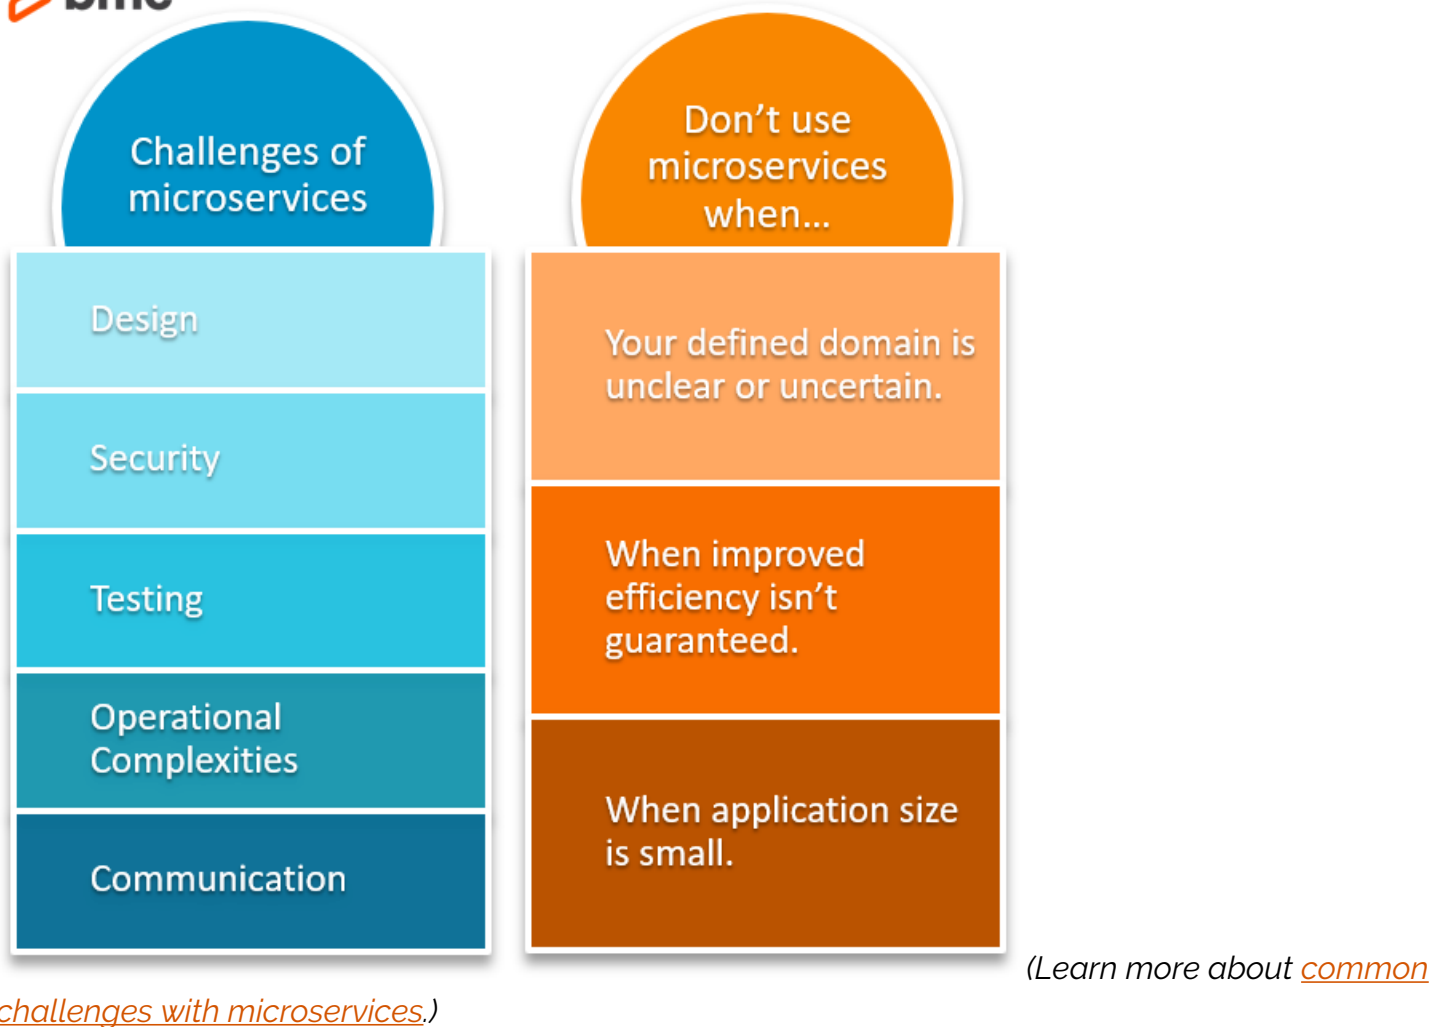 bmc
Challenges of
microservices
Design
Security
Testing
Operational
Complexities
Communication
Don’t use
microservices
when...
Your defined domain is
unclear or uncertain.
When improved
efficiency isn’t
guaranteed.
When application size
is small.
(Learn more about common
challenges with microservices.)